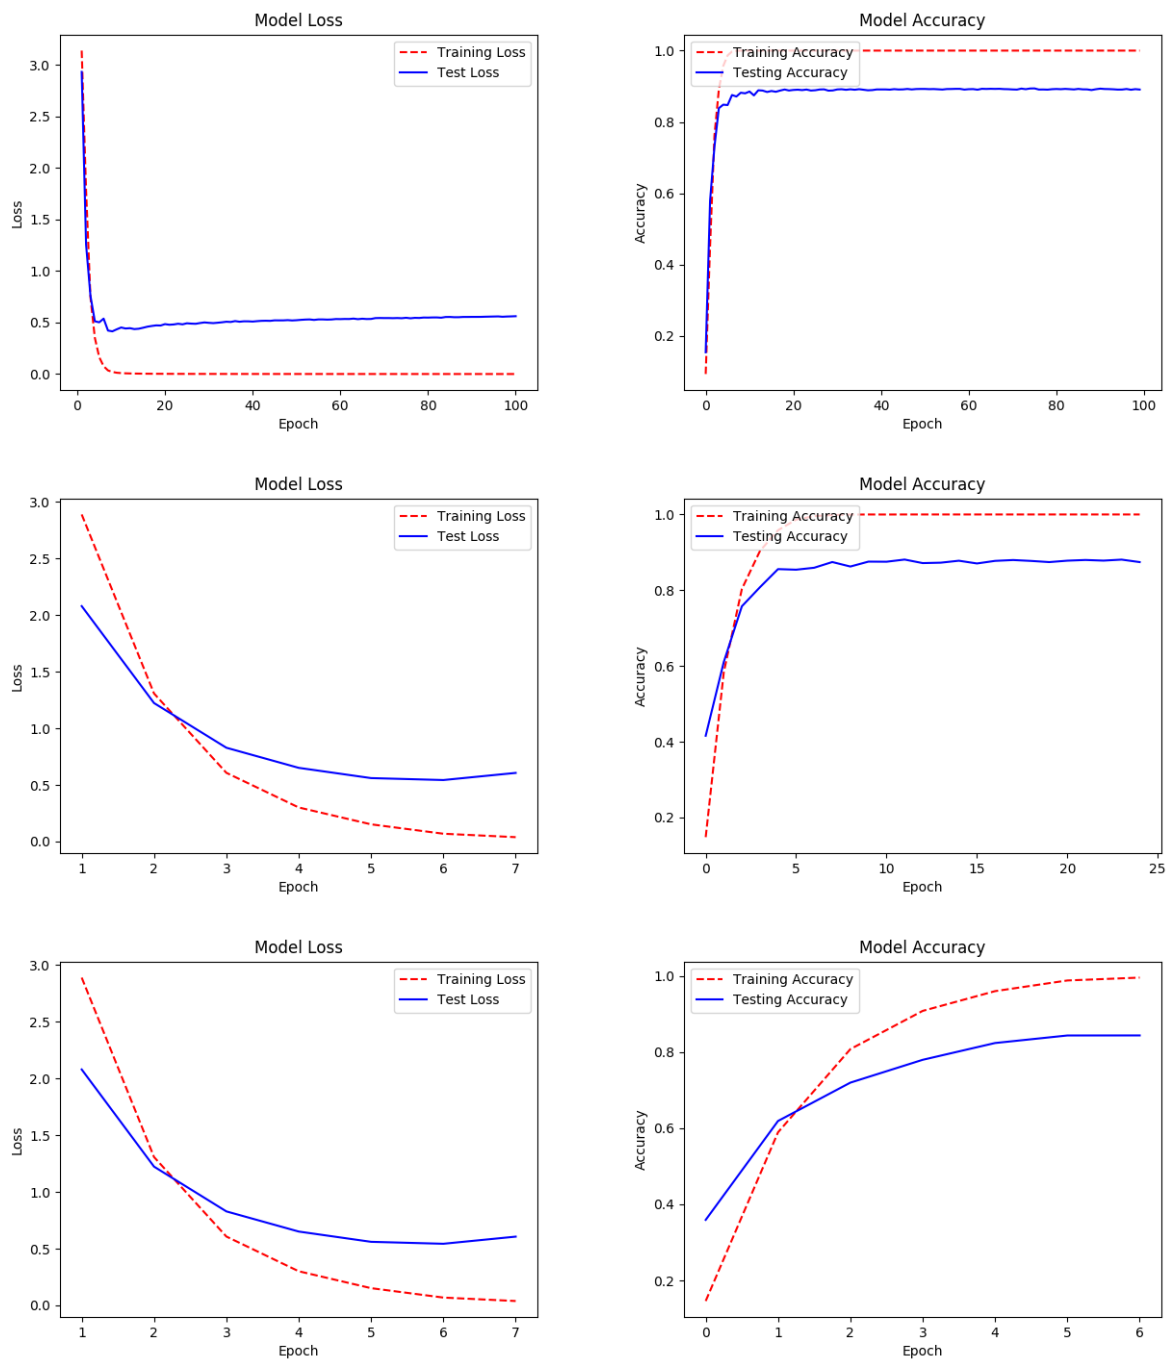 Model Loss
Training Loss
Test Loss
Loss
3.0
2.5
2.0
1.5
1.0
0.5
0.0
0 20 40 60 80 100
Epoch
Model Accuracy
Training Accuracy
Testing Accuracy
Accuracy
1.0
0.8
0.6
0.4
0.2
0 20 40 60 80 100
Epoch
Model Loss
Training Loss
Test Loss
Loss
3.0
2.5
2.0
1.5
1.0
0.5
0.0
1 2 3 4 5 6 7
Epoch
Model Accuracy
Training Accuracy
Testing Accuracy
Accuracy
1.0
0.8
0.6
0.4
0.2
0 5 10 15 20 25
Epoch
Model Loss
Training Loss
Test Loss
Loss
3.0
2.5
2.0
1.5
1.0
0.5
0.0
1 2 3 4 5 6 7
Epoch
Model Accuracy
Training Accuracy
Testing Accuracy
Accuracy
1.0
0.8
0.6
0.4
0.2
0 1 2 3 4 5 6
Epoch